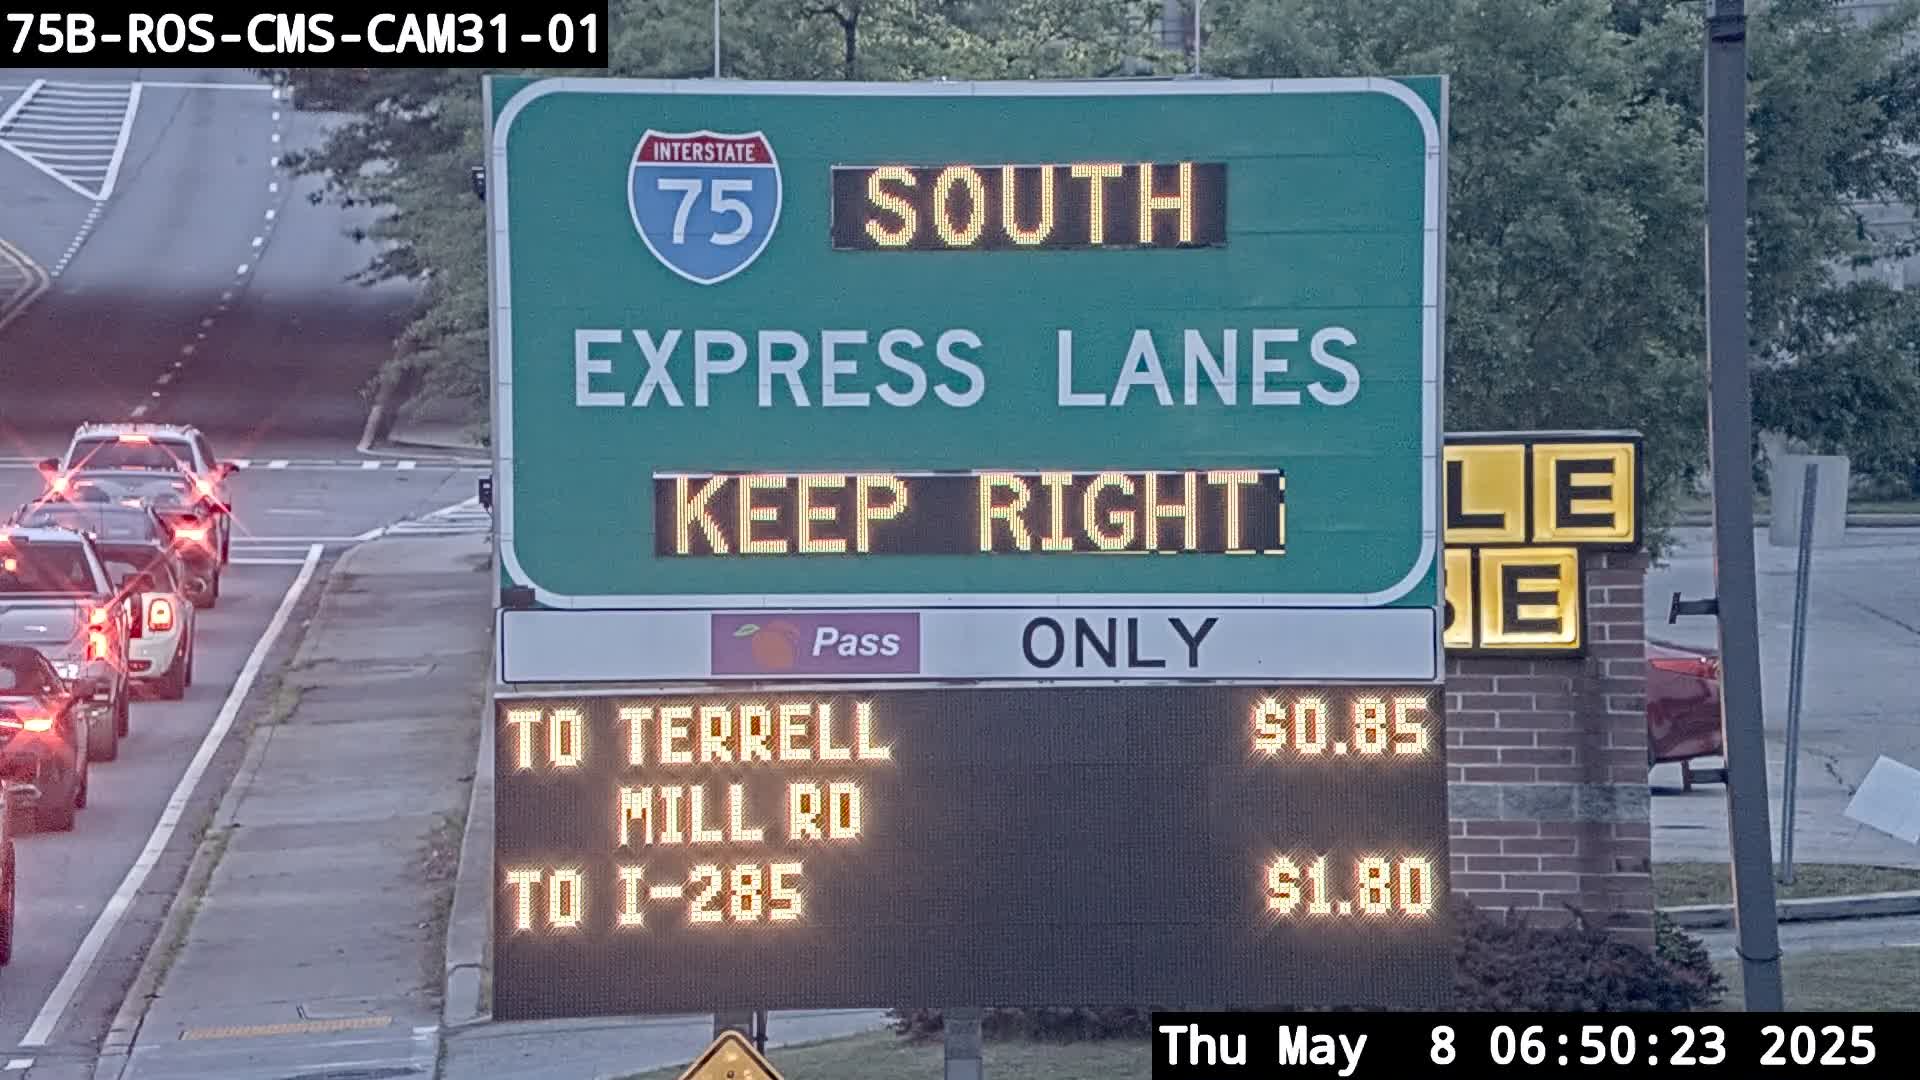 75B-ROS-CMS-CAM31-01
INTERSTATE
75
SOUTH
EXPRESS LANES
KEEP RIGHT
Pass ONLY
TO TERRELL $0.85
MILL RD
TO I-285 $1.80
LE
E
Thu May 8 06:50:23 2025